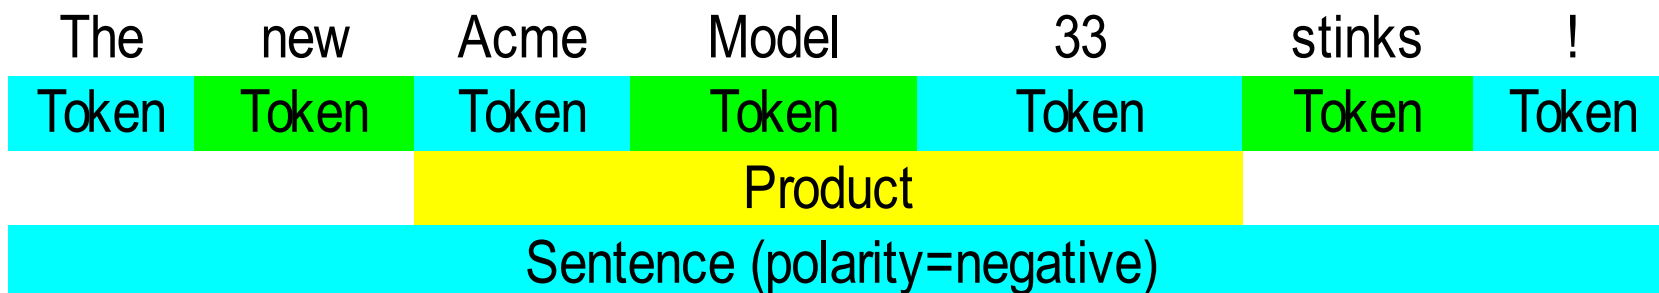 The new Acme Model 33 stinks !
Token Token Token Token Token Token Token
Product
Sentence (polarity=negative)